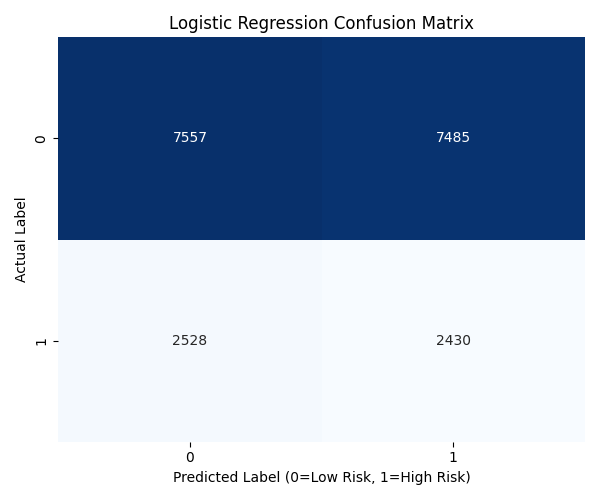 Logistic Regression Confusion Matrix
0
7557
7485
Actual Label
1
2528
2430
0
1
Predicted Label (0=Low Risk, 1=High Risk)